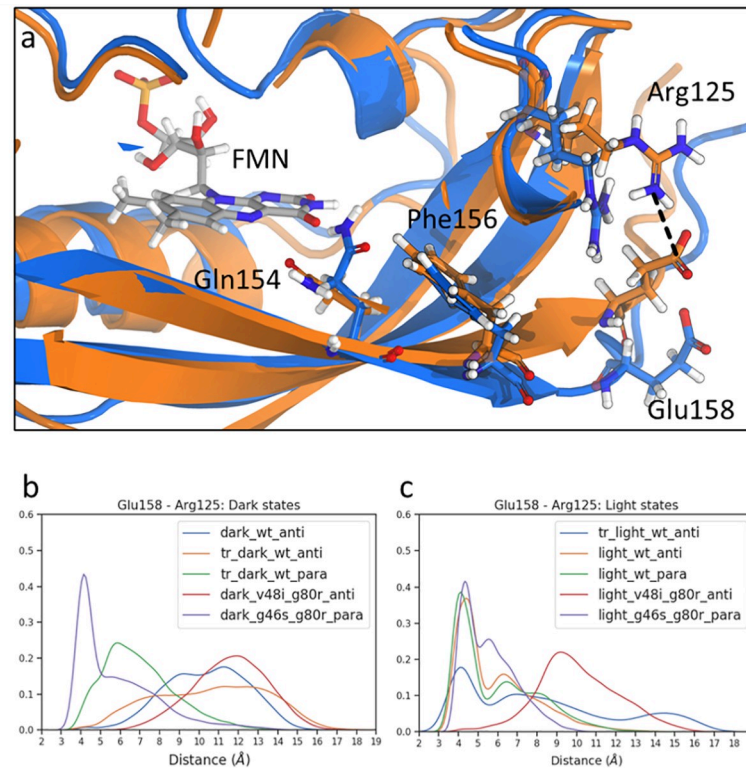 a
Arg125
FMN
Phe156
Gln154
Glu158
b
Glu158 - Arg125: Dark states
0.6
0.5
0.4
0.3
0.2
0.1
0.0
dark_wt_anti
tr_dark_wt_anti
tr_dark_wt_para
dark_v48i_g80r_anti
dark_g46s_g80r_para
2 3 4 5 6 7 8 9 10 11 12 13 14 15 16 17 18 19
Distance (Å)
c
Glu158 - Arg125: Light states
0.6
0.5
0.4
0.3
0.2
0.1
0.0
tr_light_wt_anti
light_wt_anti
light_wt_para
light_v48i_g80r_anti
light_g46s_g80r_para
2 3 4 5 6 7 8 9 10 11 12 13 14 15 16 17 18
Distance (Å)